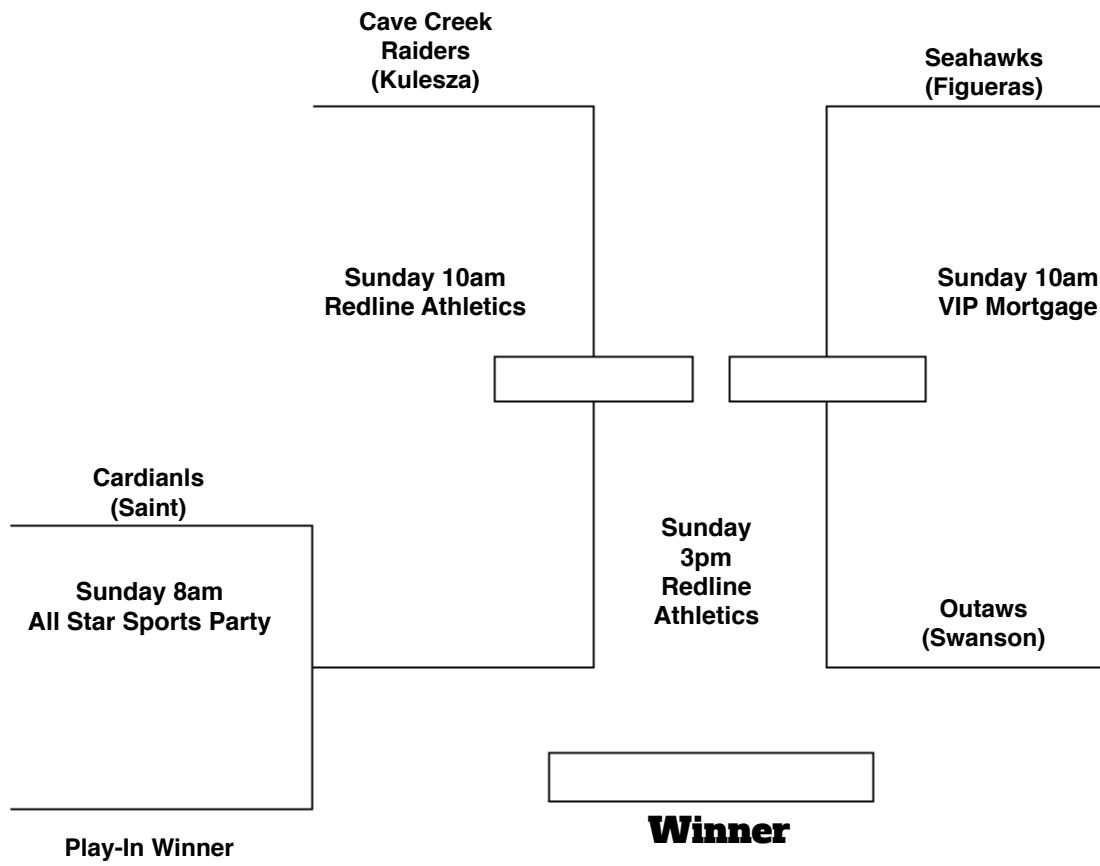 Cave Creek
Raiders
(Kulesza)
Seahawks
(Figueras)
Sunday 10am
Redline Athletics
Sunday 10am
VIP Mortgage
Cardianls
(Saint)
Sunday 8am
All Star Sports Party
Sunday
3pm
Redline
Athletics
Outaws
(Swanson)
Winner
Play-In Winner